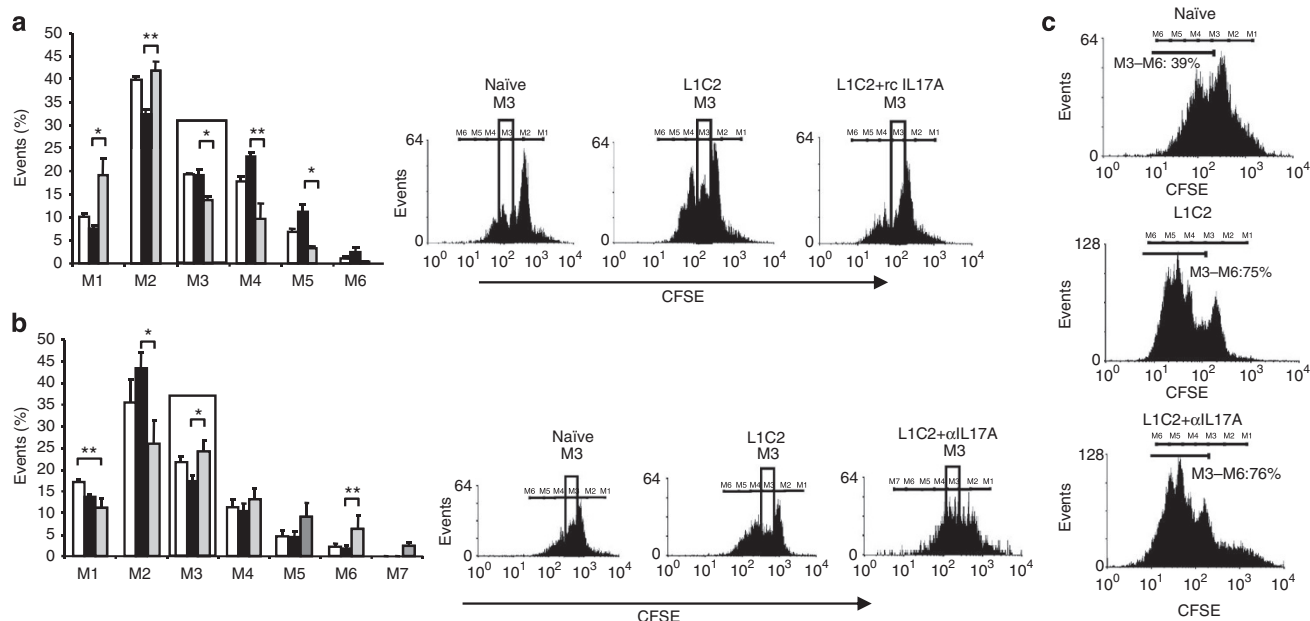 a
Events (%)
50
45
40
35
30
25
20
15
10
5
0
*
**
*
**
*
M1 M2 M3 M4 M5 M6
Naïve
M3
M6 M5 M4 M3 M2 M1
64
0
Events
10^0 10^1 10^2 10^3 10^4
L1C2
M3
M6 M5 M4 M3 M2 M1
64
0
10^0 10^1 10^2 10^3 10^4
L1C2+rc IL17A
M3
M6 M5 M4 M3 M2 M1
64
0
10^0 10^1 10^2 10^3 10^4
CFSE
b
Events (%)
50
45
40
35
30
25
20
15
10
5
0
**
*
*
**
M1 M2 M3 M4 M5 M6 M7
Naïve
M3
M6 M5 M4 M3 M2 M1
64
0
Events
10^0 10^1 10^2 10^3 10^4
L1C2
M3
M6 M5 M4 M3 M2 M1
64
0
10^0 10^1 10^2 10^3 10^4
L1C2+αIL17A
M3
M7 M6 M5 M4 M3 M2 M1
64
0
10^0 10^1 10^2 10^3 10^4
CFSE
c
Naïve
M6 M5 M4 M3 M2 M1
64
M3–M6: 39%
Events
0
10^0 10^1 10^2 10^3 10^4
CFSE
L1C2
M6 M5 M4 M3 M2 M1
128
M3–M6:75%
Events
0
10^0 10^1 10^2 10^3 10^4
L1C2+αIL17A
M6 M5 M4 M3 M2 M1
128
M3–M6:76%
Events
0
10^0 10^1 10^2 10^3 10^4
CFSE